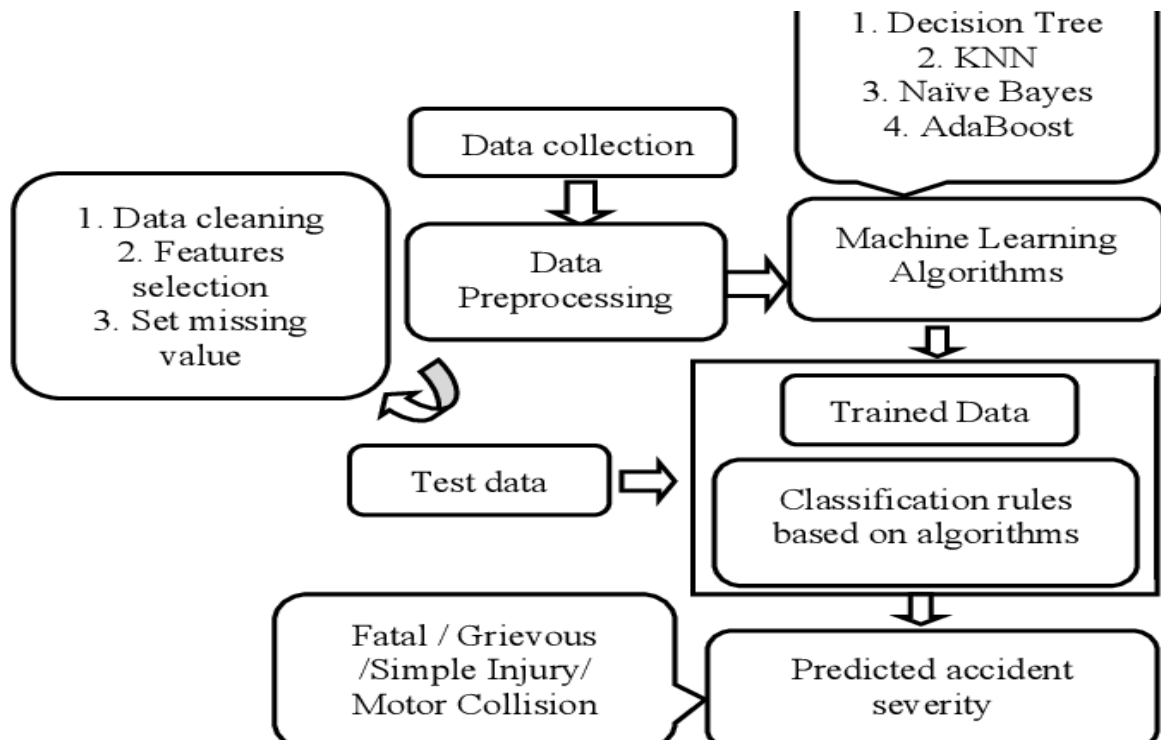 1. Decision Tree
2. KNN
3. Naïve Bayes
4. AdaBoost
Data collection
1. Data cleaning
2. Features
selection
3. Set missing
value
Data
Preprocessing
Machine Learning
Algorithms
Trained Data
Test data
Classification rules
based on algorithms
Fatal / Grievous
/Simple Injury/
Motor Collision
Predicted accident
severity